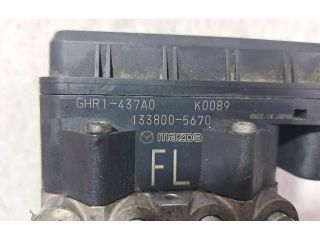 GHR1-437A0 K0089
133800-5670 MADE IN JAPAN
mazda
FL